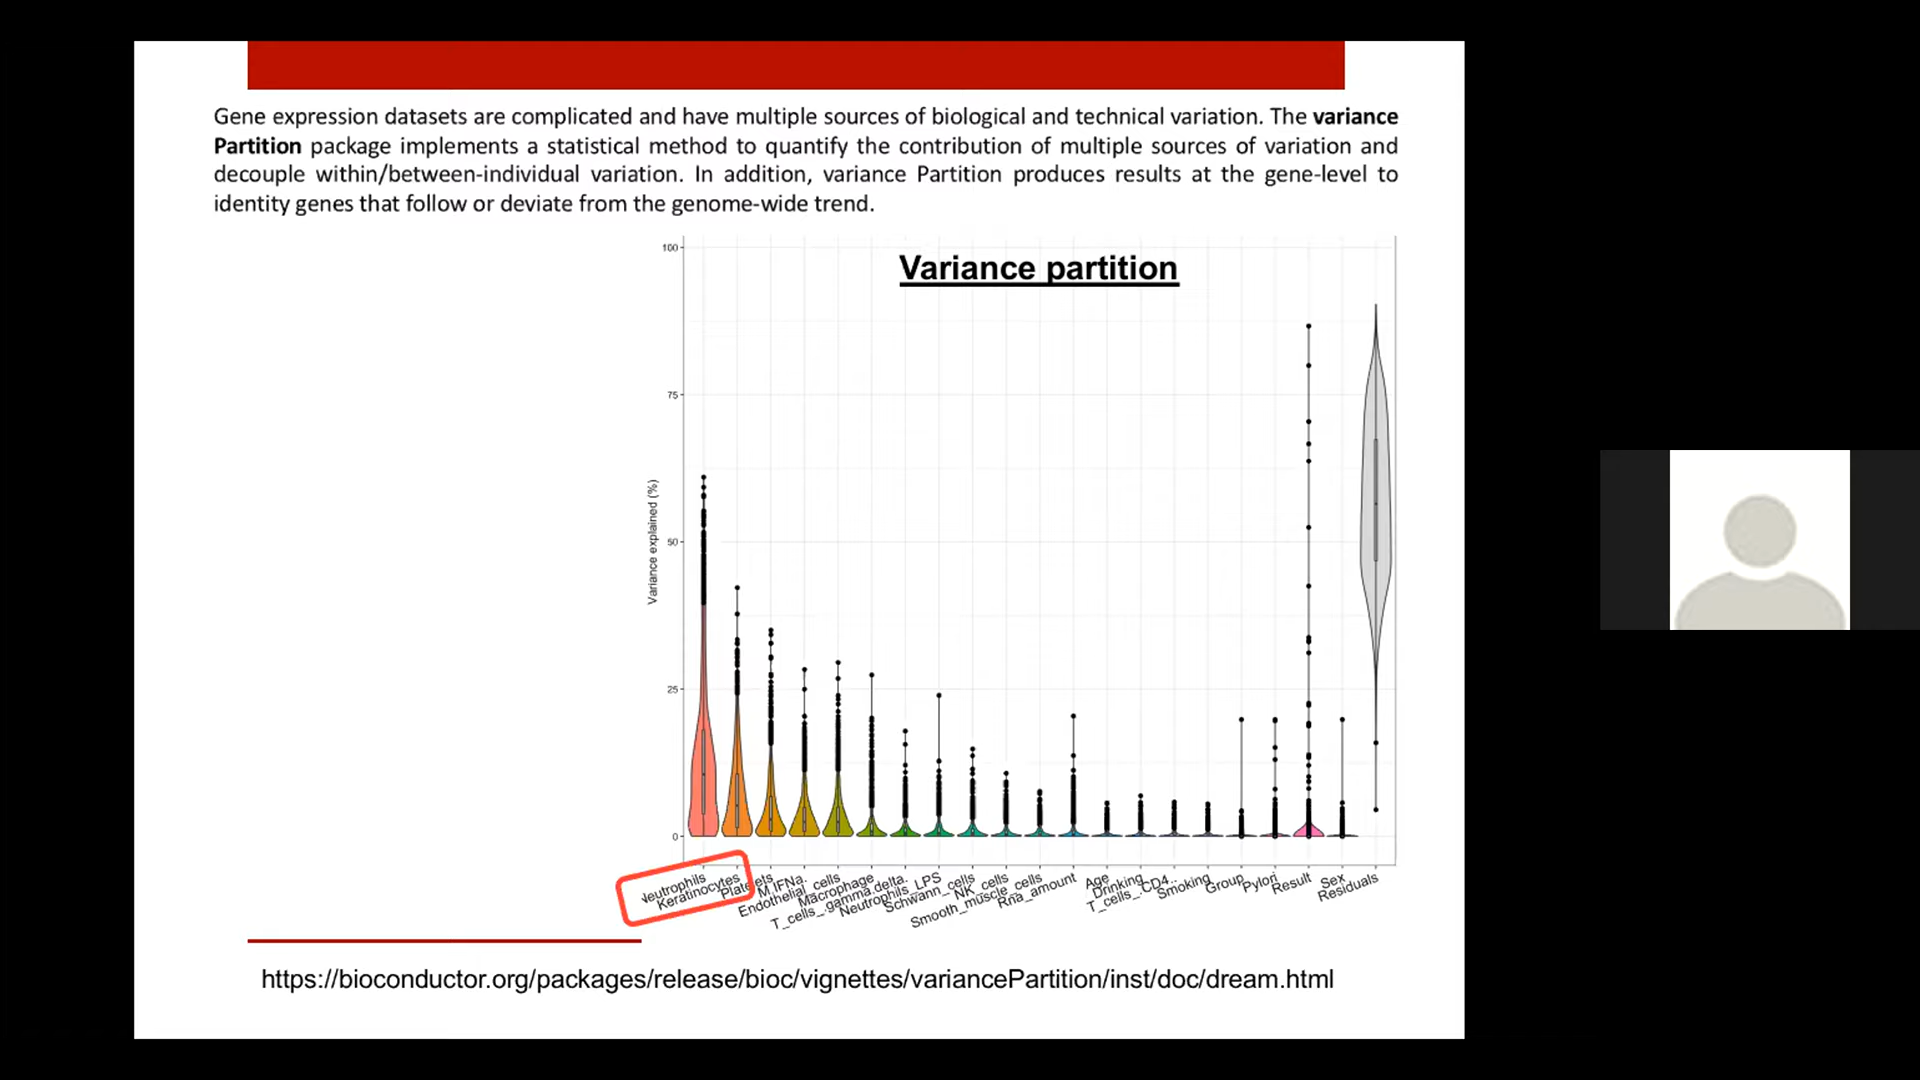 Gene expression datasets are complicated and have multiple sources of biological and technical variation. The variance
Partition package implements a statistical method to quantify the contribution of multiple sources of variation and
decouple within/between-individual variation. In addition, variance Partition produces results at the gene-level to
identity genes that follow or deviate from the genome-wide trend.
Variance partition
100
75
50
25
0
Variance explained (%)
Neutrophils
Keratinocytes
Platelets
M.IFNa.
Endothelial_cells
Macrophage
T_cells_.gamma.delta.
Neutrophils_LPS
Schwann_cells
NK_cells
Smooth_muscle_cells
Rna_amount
Age
Drinking
T_cells_.CD4..
Smoking
Group
Pylori
Result
Sex
Residuals
https://bioconductor.org/packages/release/bioc/vignettes/variancePartition/inst/doc/dream.html